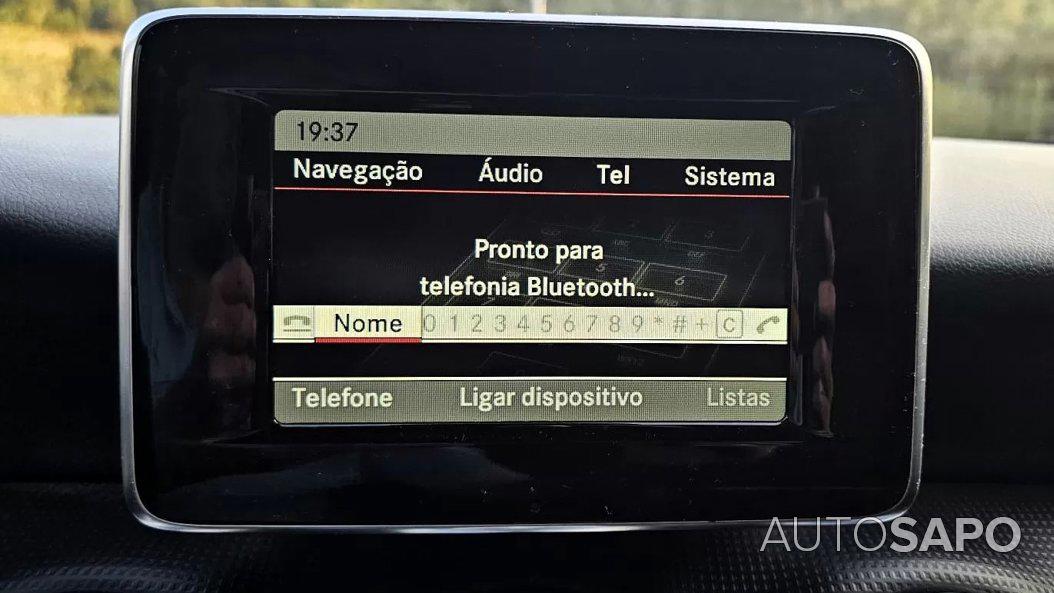 19:37
Navegação Áudio Tel Sistema
Pronto para
telefonia Bluetooth...
Nome 0 1 2 3 4 5 6 7 8 9 * # + C
Telefone Ligar dispositivo Listas
AUTOSAPO